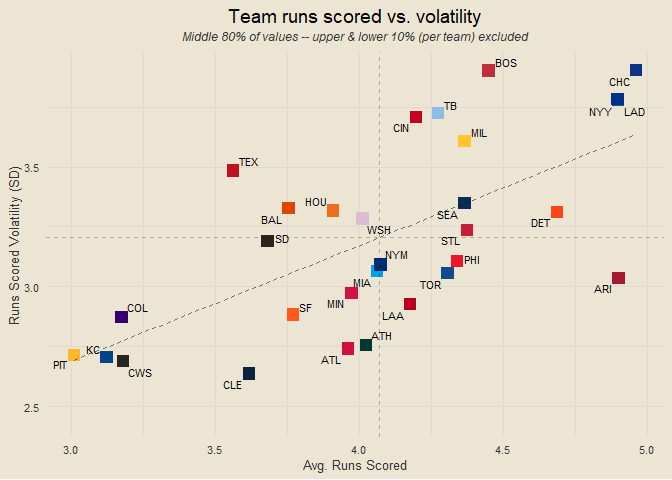 Team runs scored vs. volatility
Middle 80% of values -- upper & lower 10% (per team) excluded
BOS
CHC
TB
NYY LAD
CIN
MIL
3.5
TEX
HOU
BAL
SEA
DET
WSH
SD
STL
NYM
PHI
3.0
MIA
TOR
ARI
MIN
COL
SF
LAA
ATH
KC
PIT
ATL
CWS
CLE
2.5
Runs Scored Volatility (SD)
3.0 3.5 4.0 4.5 5.0
Avg. Runs Scored